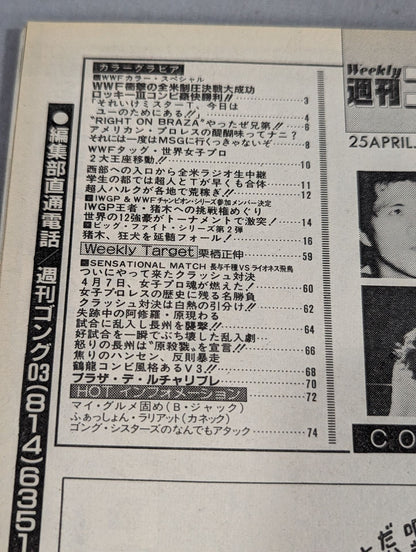 Weekly
週刊
25APRIL.
カラーグラビア
■WWFカラー・スペシャル
WWF衝撃の全米制圧決戦大成功
ロッキーⅢコンビ豪快勝利!! 3
「それいけミスターT、今日は
ユーのためにある!!」 4
"RIGHT ON BRAZA"やったぜ兄弟!! 6
アメリカン・プロレスの醍醐味ってナニ?
それには一度はMSGに行くっきゃないぞ 8
WWFタッグ・世界女子プロ
2大王座移動!! 10
西部への入口から全米ラジオ生中継
学生の都では超人とTが早くも合体 11
超人ハルク各地で荒稼ぎ!! 12
■IWGP & WWFチャンピオン・シリーズ参加メンバー決定
IWGP王者・猪木への挑戦権めぐり
世界の12強豪がトーナメントで激突! 14
■ビッグ・ファイト・シリーズ第2弾
猪木、狂犬を延髄フォール! 16
Weekly Target 栗栖正伸 59
■SENSATIONAL MATCH 長与千種VSライオネス飛鳥
ついにやって来たクラッシュ対決
4月7日、女子プロ魂が燃えた! 60
女子プロレスの歴史に残る名勝負
クラッシュ対決は白熱の引分け!! 62
失跡中の阿修羅・原現わる
試合に乱入し長州を襲撃!! 64
好試合を一瞬でぶち壊した乱入劇…
怒りの長州は"原殺戮"を宣言!! 66
焦りのハンセン、反則暴走 68
鶴龍コンビ風格あるV3!! 70
プラザ・デ・ルチャリブレ 72
HOT インフォメーション
マイ・グルメ固め(B・ジャック)
ふぁっしょん・ラリアット(カネック)
ゴング・シスターズのなんでもアタック 74
●編集部直通電話/週刊ゴング03(814)6351